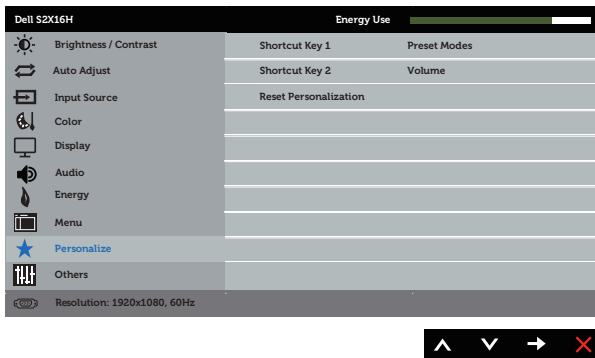 Dell S2X16H Energy Use
Brightness / Contrast Shortcut Key 1 Preset Modes
Auto Adjust Shortcut Key 2 Volume
Input Source Reset Personalization
Color
Display
Audio
Energy
Menu
Personalize
Others
Resolution: 1920x1080, 60Hz